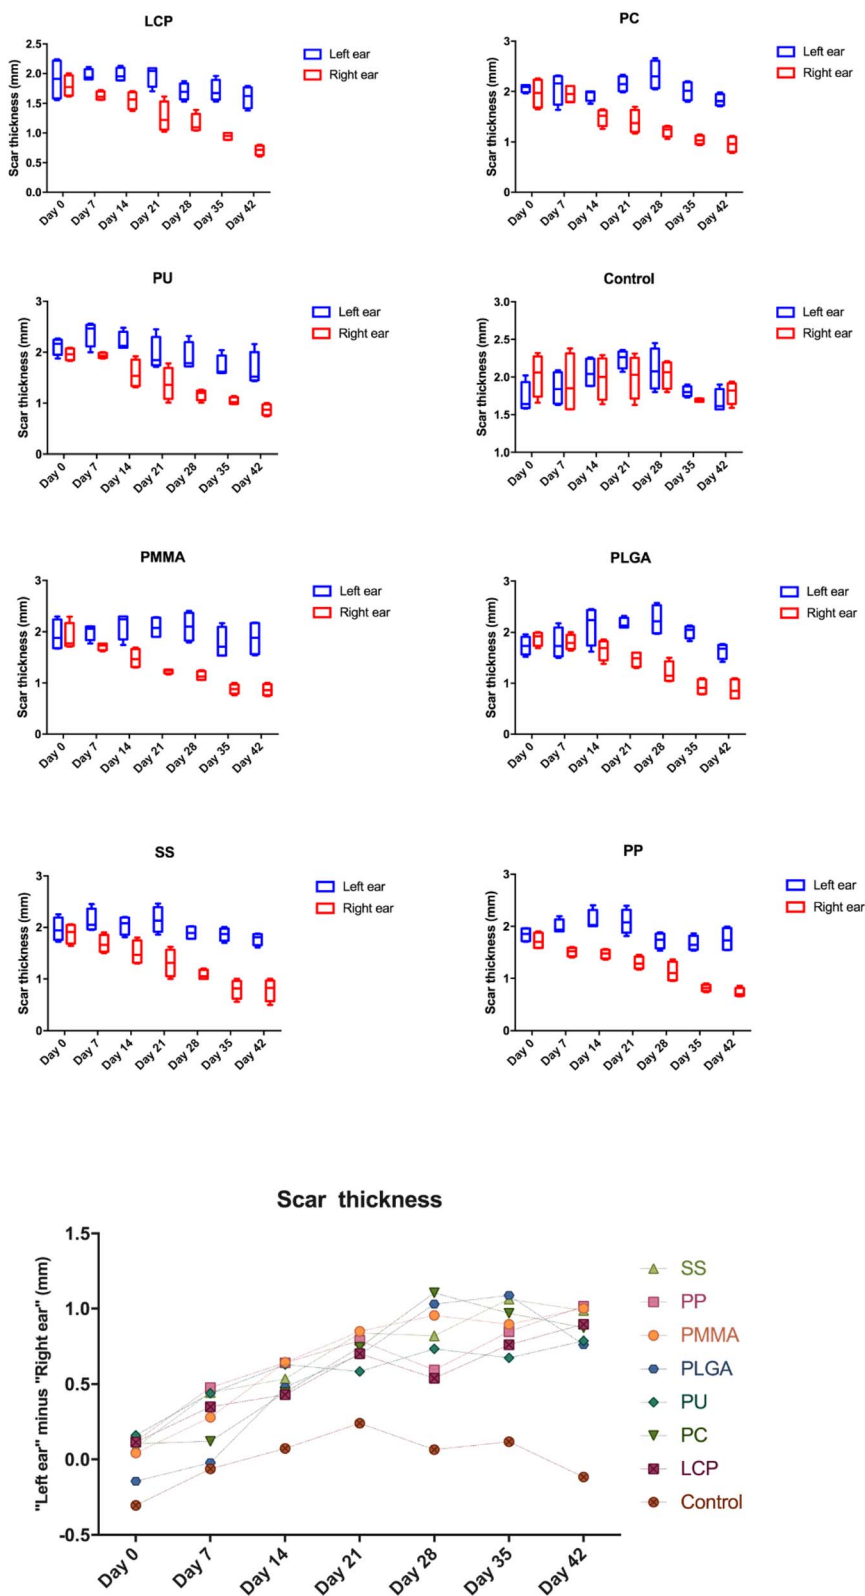 LCP
Scar thickness (mm)
2.5
2.0
1.5
1.0
0.5
0.0
Day 0
Day 7
Day 14
Day 21
Day 28
Day 35
Day 42
Left ear
Right ear
PC
Scar thickness (mm)
3
2
1
0
Day 0
Day 7
Day 14
Day 21
Day 28
Day 35
Day 42
Left ear
Right ear
PU
Scar thickness (mm)
3
2
1
0
Day 0
Day 7
Day 14
Day 21
Day 28
Day 35
Day 42
Left ear
Right ear
Control
Scar thickness (mm)
3.0
2.5
2.0
1.5
1.0
Day 0
Day 7
Day 14
Day 21
Day 28
Day 35
Day 42
Left ear
Right ear
PMMA
Scar thickness (mm)
3
2
1
0
Day 0
Day 7
Day 14
Day 21
Day 28
Day 35
Day 42
Left ear
Right ear
PLGA
Scar thickness (mm)
3
2
1
0
Day 0
Day 7
Day 14
Day 21
Day 28
Day 35
Day 42
Left ear
Right ear
SS
Scar thickness (mm)
3
2
1
0
Day 0
Day 7
Day 14
Day 21
Day 28
Day 35
Day 42
Left ear
Right ear
PP
Scar thickness (mm)
3
2
1
0
Day 0
Day 7
Day 14
Day 21
Day 28
Day 35
Day 42
Left ear
Right ear
Scar thickness
"Left ear" minus "Right ear" (mm)
1.5
1.0
0.5
0.0
-0.5
Day 0
Day 7
Day 14
Day 21
Day 28
Day 35
Day 42
SS
PP
PMMA
PLGA
PU
PC
LCP
Control